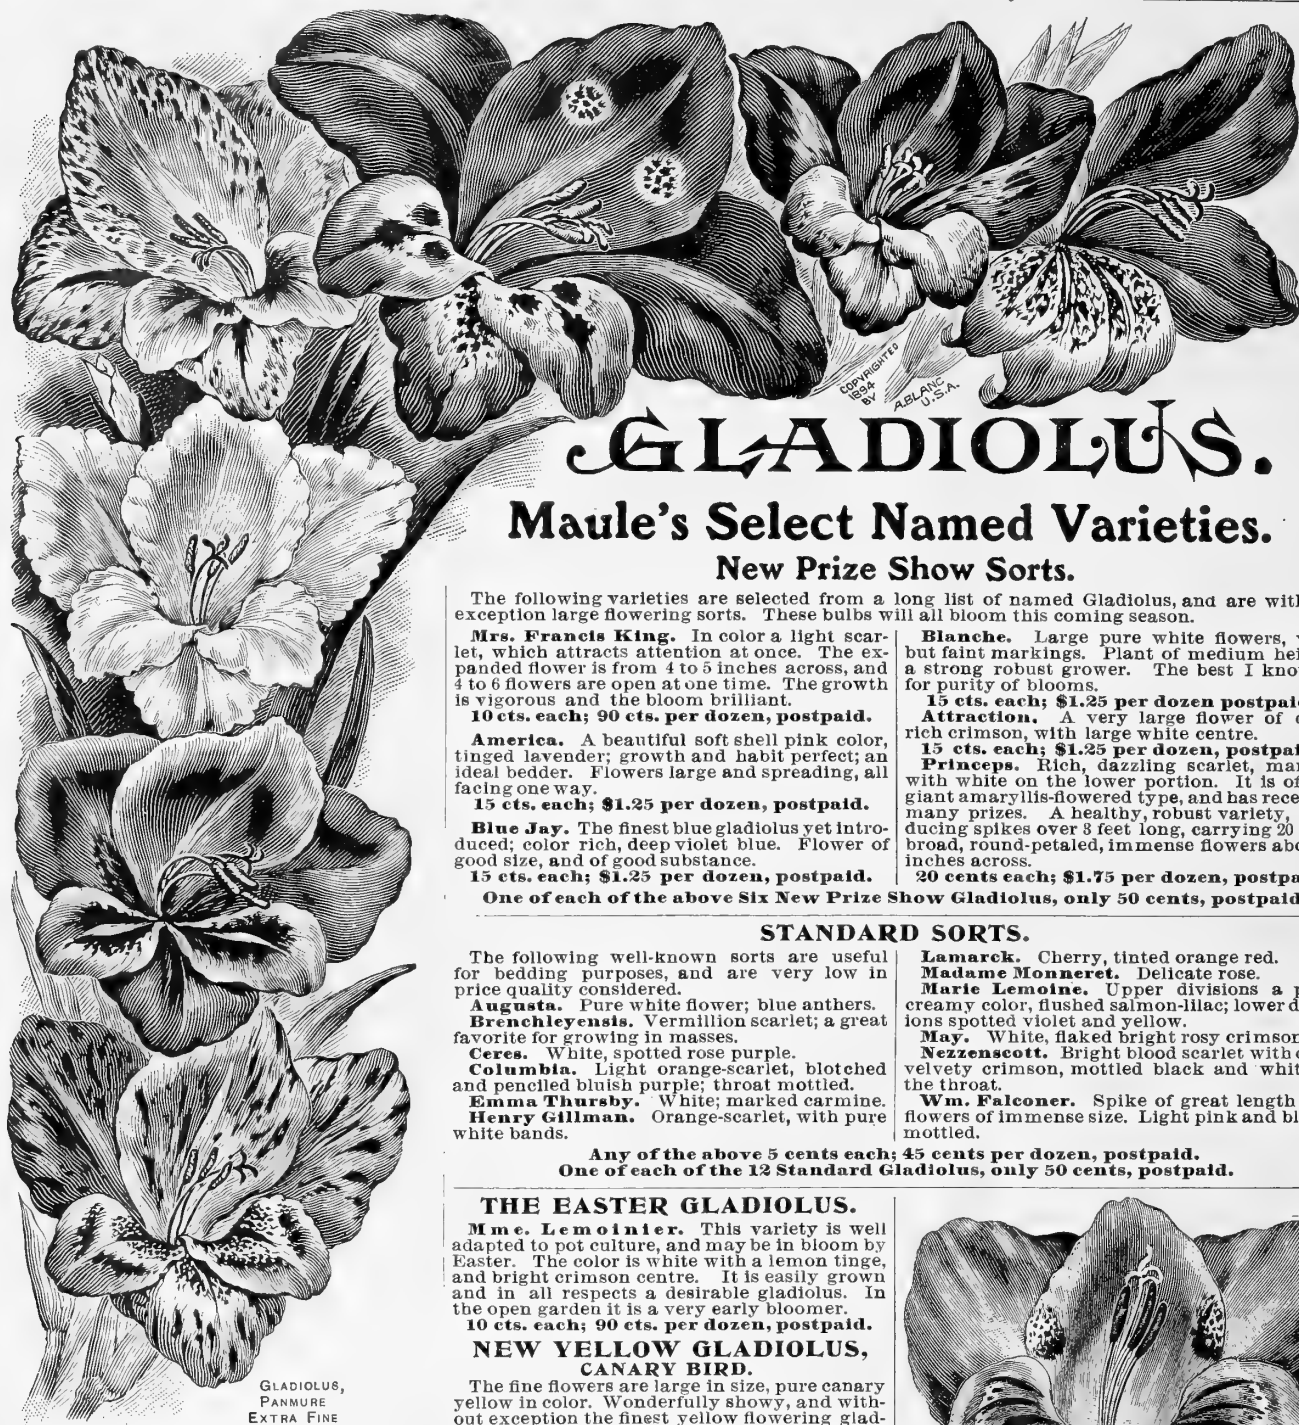 COPYRIGHTED
1894
BY A.BLANC
U.S.A.
GLADIOLUS.
Maule's Select Named Varieties.
New Prize Show Sorts.
The following varieties are selected from a long list of named Gladiolus, and are with
exception large flowering sorts. These bulbs will all bloom this coming season.
Mrs. Francis King. In color a light scar-
let, which attracts attention at once. The ex-
panded flower is from 4 to 5 inches across, and
4 to 6 flowers are open at one time. The growth
is vigorous and the bloom brilliant.
10 cts. each; 90 cts. per dozen, postpaid.
America. A beautiful soft shell pink color,
tinged lavender; growth and habit perfect; an
ideal bedder. Flowers large and spreading, all
facing one way.
15 cts. each; $1.25 per dozen, postpaid.
Blue Jay. The finest blue gladiolus yet intro-
duced; color rich, deep violet blue. Flower of
good size, and of good substance.
15 cts. each; $1.25 per dozen, postpaid.
Blanche. Large pure white flowers,
but faint markings. Plant of medium hei
a strong robust grower. The best I kno
for purity of blooms.
15 cts. each; $1.25 per dozen postpai
Attraction. A very large flower of
rich crimson, with large white centre.
15 cts. each; $1.25 per dozen, postpai
Princeps. Rich, dazzling scarlet, mar
with white on the lower portion. It is of
giant amaryllis-flowered type, and has rece
many prizes. A healthy, robust variety,
ducing spikes over 3 feet long, carrying 20
broad, round-petaled, immense flowers abo
inches across.
20 cents each; $1.75 per dozen, postpa
One of each of the above Six New Prize Show Gladiolus, only 50 cents, postpaid
STANDARD SORTS.
The following well-known sorts are useful
for bedding purposes, and are very low in
price quality considered.
Augusta. Pure white flower; blue anthers.
Brenchleyensis. Vermillion scarlet; a great
favorite for growing in masses.
Ceres. White, spotted rose purple.
Columbia. Light orange-scarlet, blotched
and penciled bluish purple; throat mottled.
Emma Thursby. White; marked carmine.
Henry Gillman. Orange-scarlet, with pure
white bands.
Lamarck. Cherry, tinted orange red.
Madame Monneret. Delicate rose.
Marie Lemoine. Upper divisions a p
creamy color, flushed salmon-lilac; lower d
ions spotted violet and yellow.
May. White, flaked bright rosy crimson
Nezzenscott. Bright blood scarlet with
velvety crimson, mottled black and whit
the throat.
Wm. Falconer. Spike of great length
flowers of immense size. Light pink and bl
mottled.
Any of the above 5 cents each; 45 cents per dozen, postpaid.
One of each of the 12 Standard Gladiolus, only 50 cents, postpaid.
THE EASTER GLADIOLUS.
Mme. Lemoinier. This variety is well
adapted to pot culture, and may be in bloom by
Easter. The color is white with a lemon tinge,
and bright crimson centre. It is easily grown
and in all respects a desirable gladiolus. In
the open garden it is a very early bloomer.
10 cts. each; 90 cts. per dozen, postpaid.
NEW YELLOW GLADIOLUS,
CANARY BIRD.
The fine flowers are large in size, pure canary
yellow in color. Wonderfully showy, and with-
out exception the finest yellow flowering glad-
GLADIOLUS,
PANMURE
EXTRA FINE